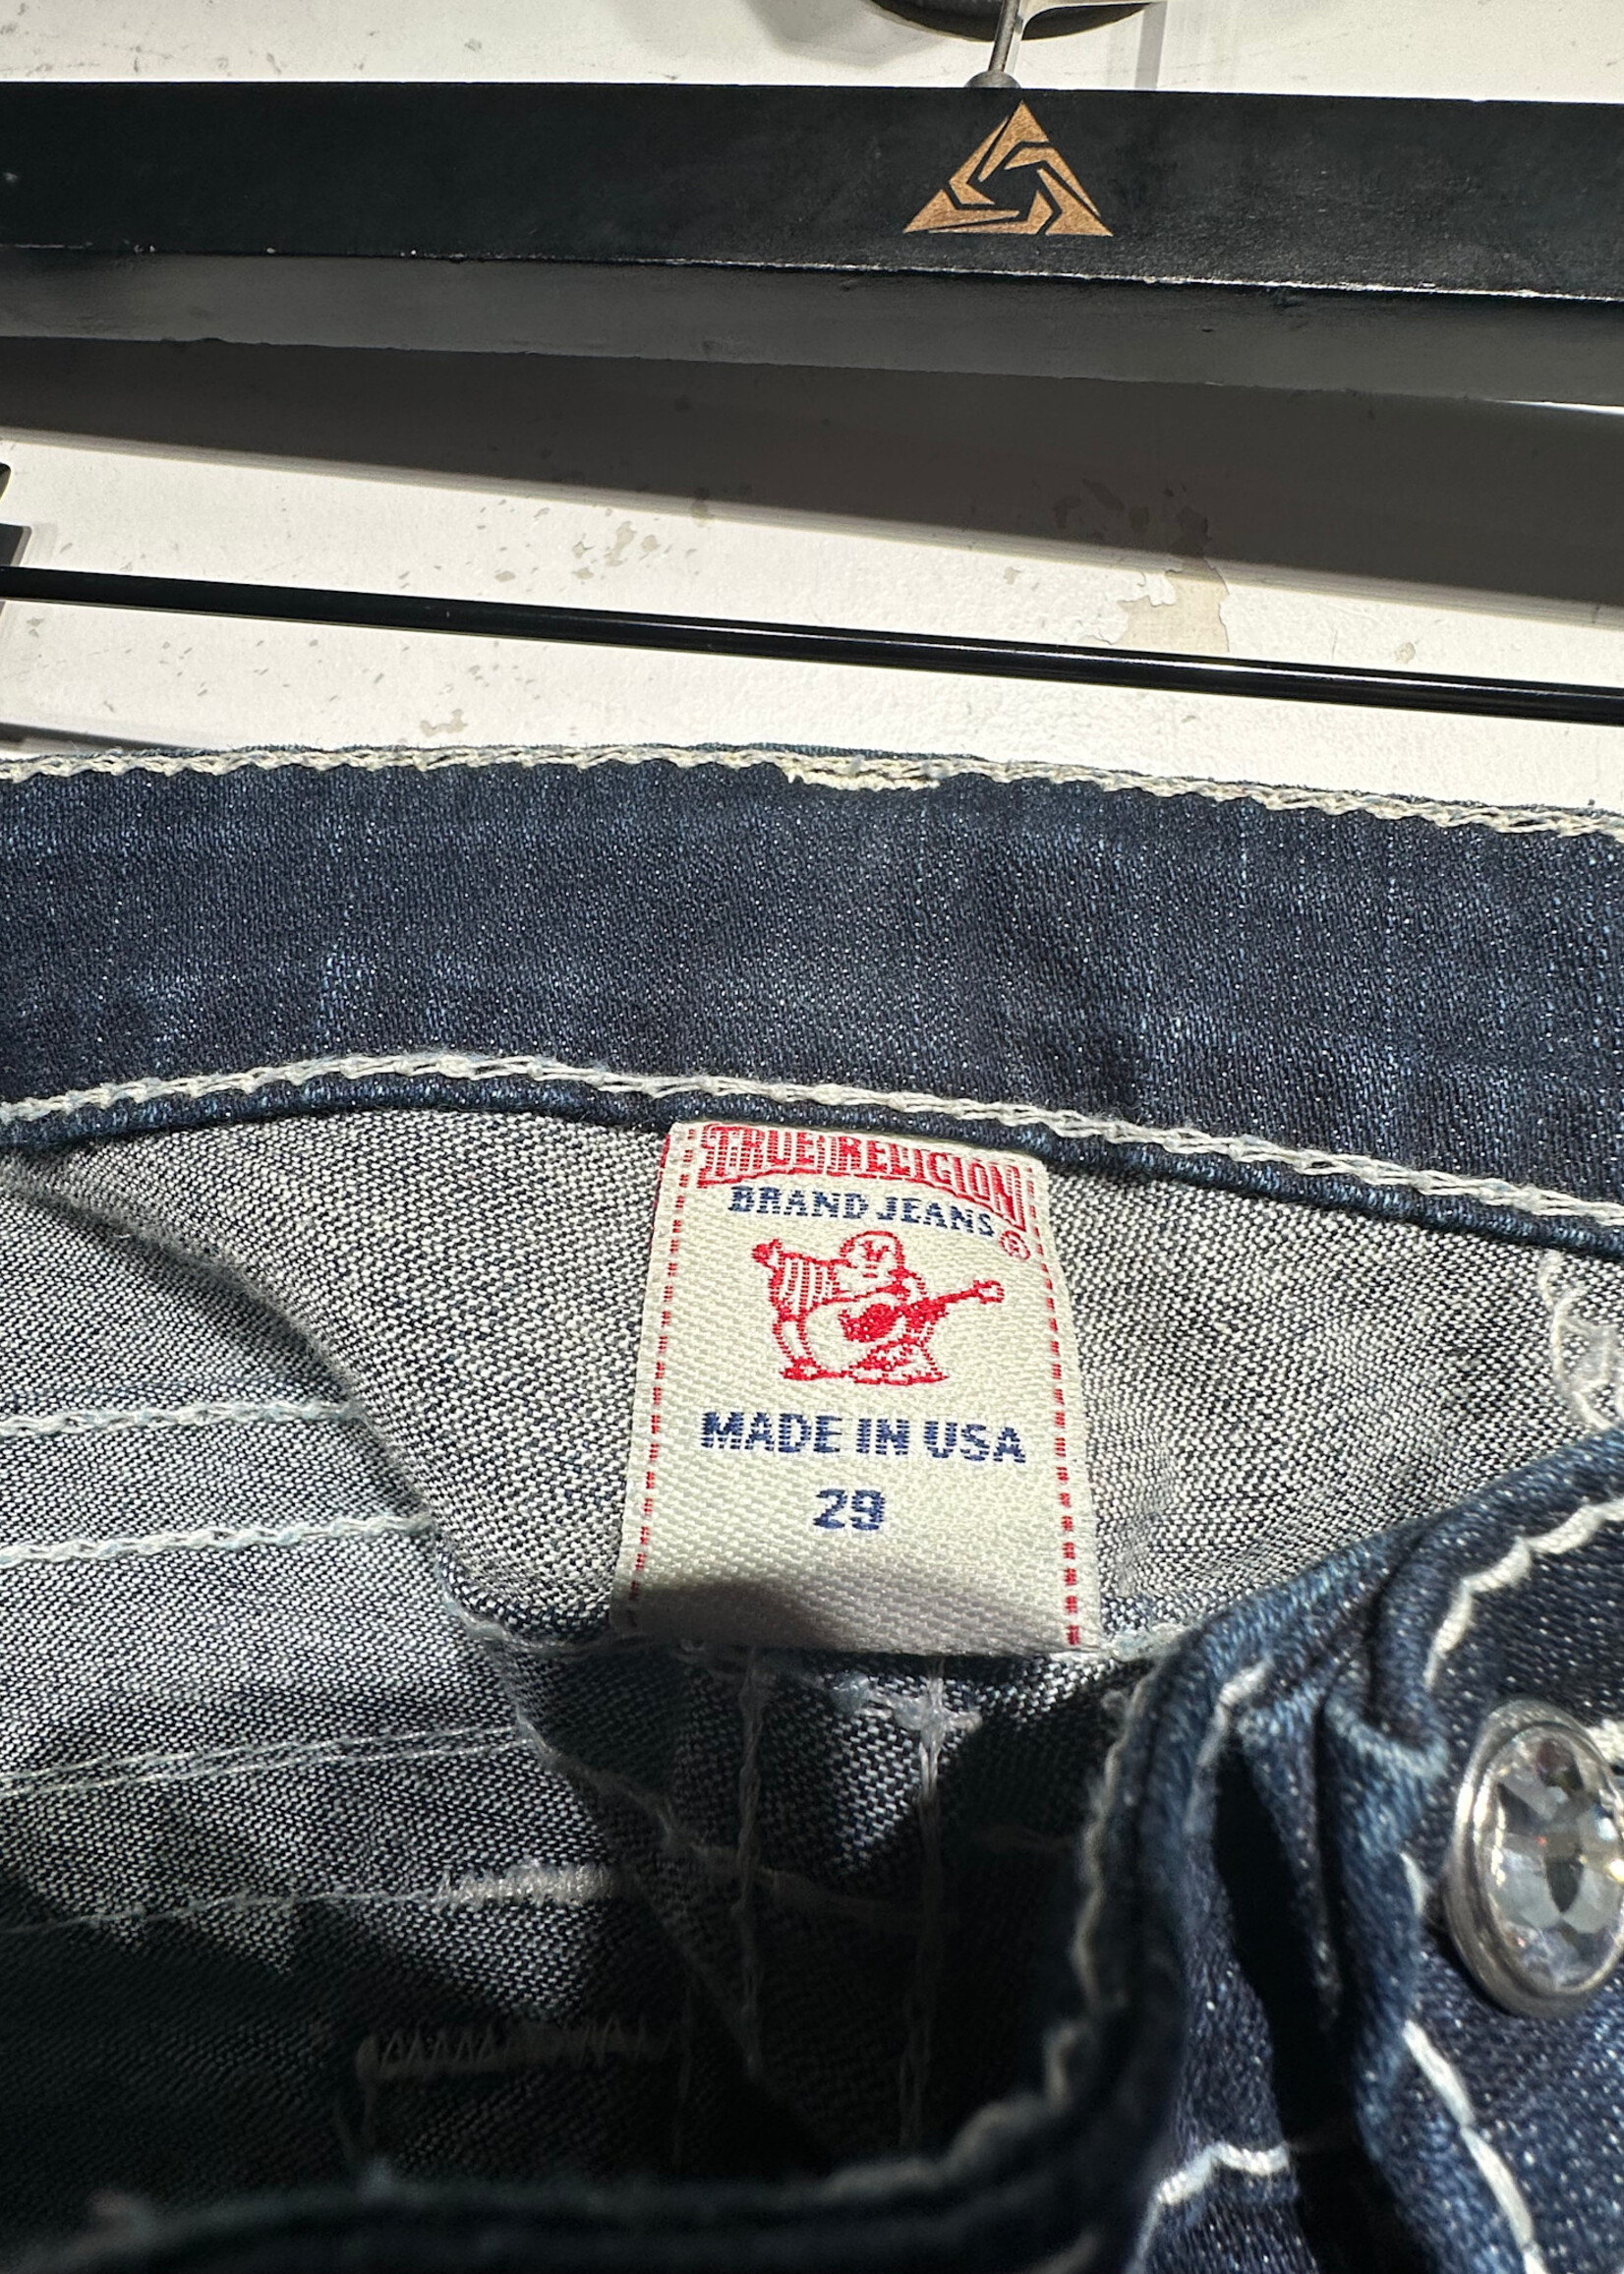 TRUE RELIGION
BRAND JEANS®
MADE IN USA
29